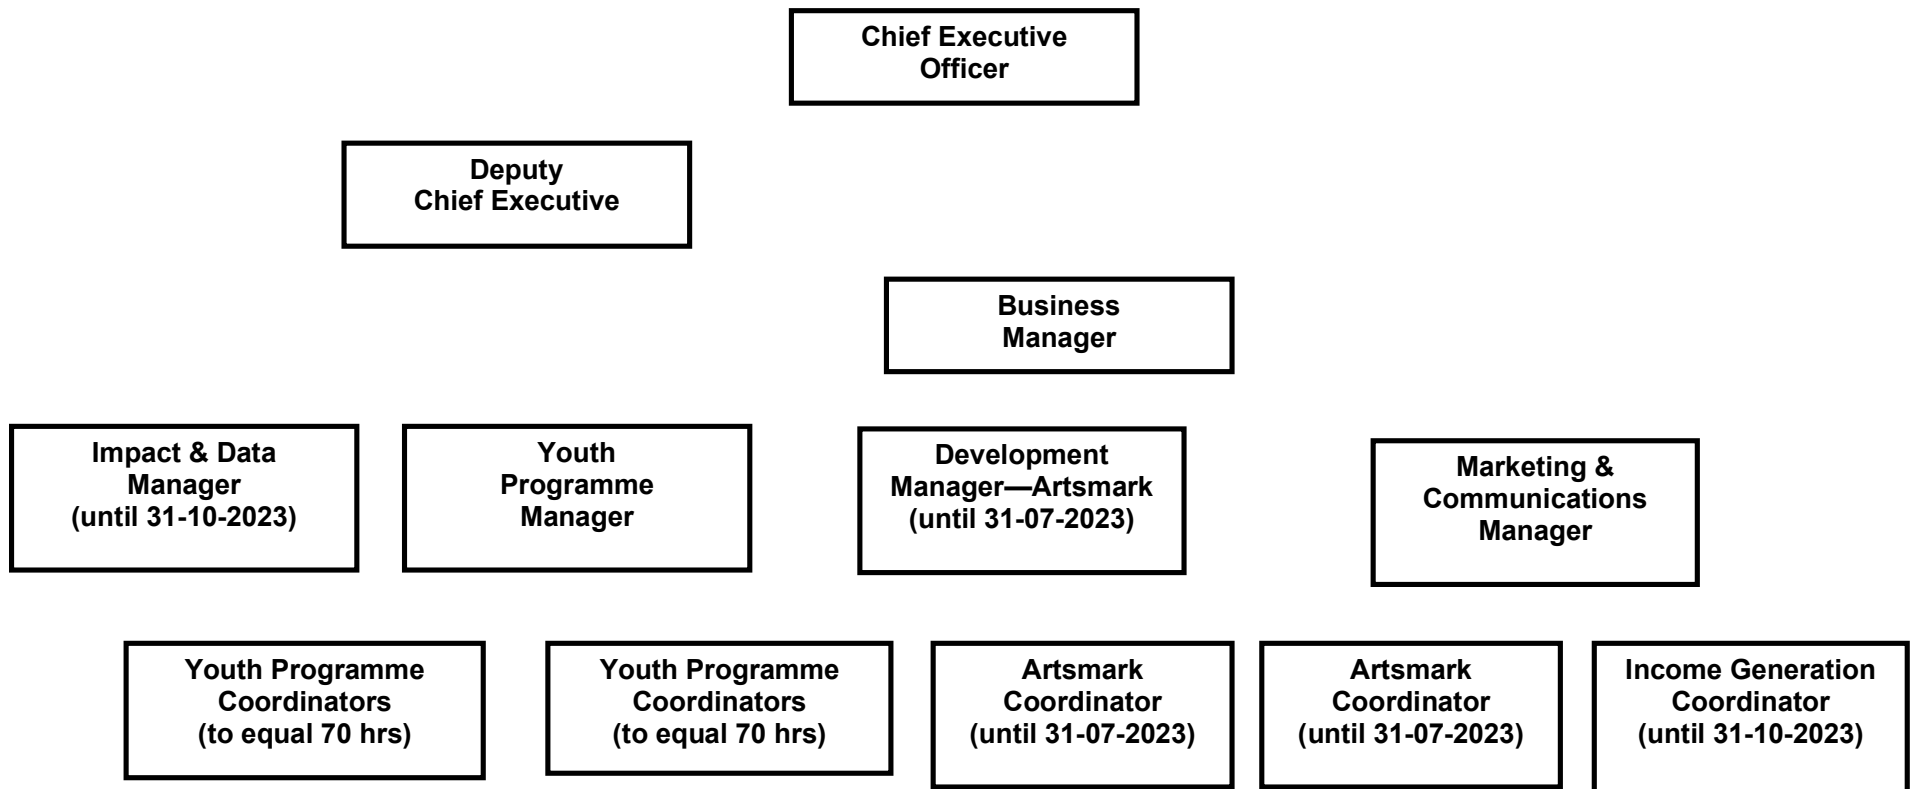 Chief Executive
Officer
Deputy
Chief Executive
Business
Manager
Impact & Data
Manager
(until 31-10-2023)
Youth
Programme
Manager
Development
Manager—Artsmark
(until 31-07-2023)
Marketing &
Communications
Manager
Youth Programme
Coordinators
(to equal 70 hrs)
Youth Programme
Coordinators
(to equal 70 hrs)
Artsmark
Coordinator
(until 31-07-2023)
Artsmark
Coordinator
(until 31-07-2023)
Income Generation
Coordinator
(until 31-10-2023)